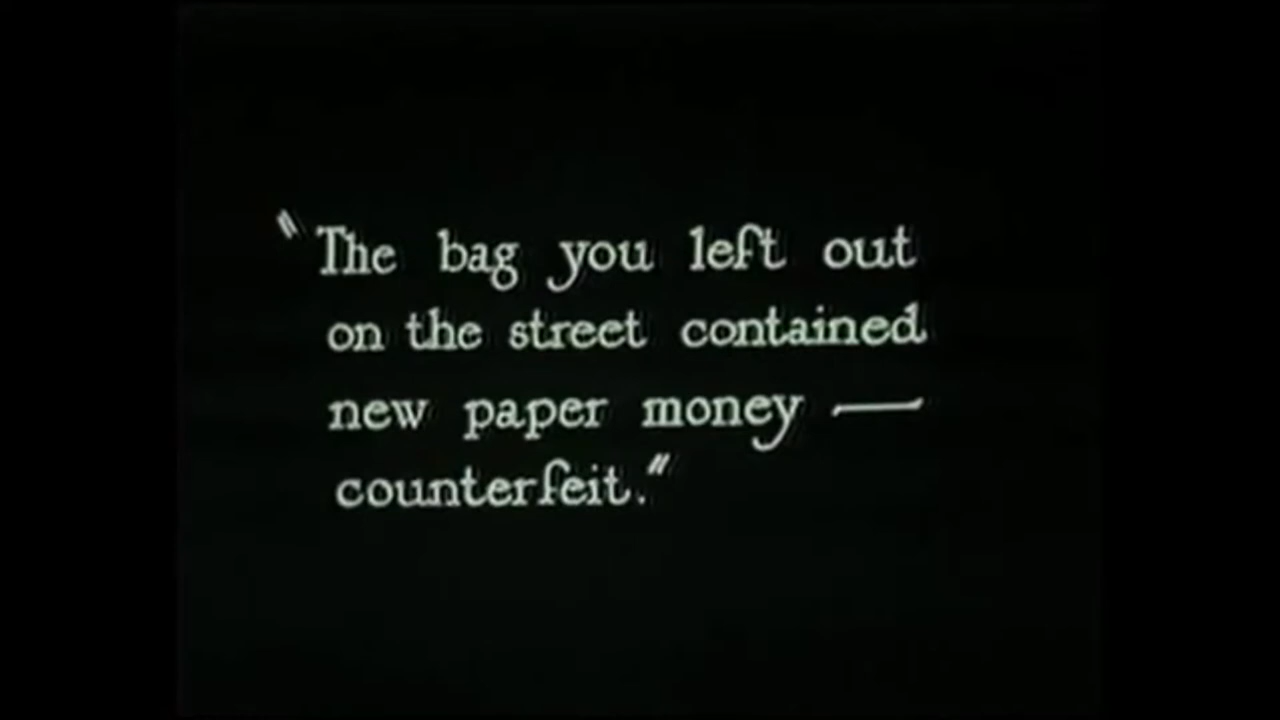 "The bag you left out
on the street contained
new paper money —
counterfeit."